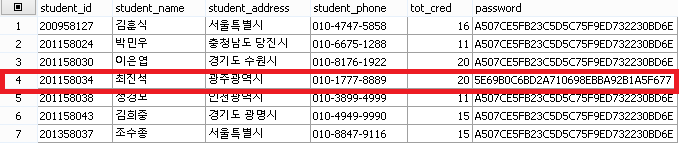 student_id student_name student_address student_phone tot_cred password
1 200958127 김흔식 서울특별시 010-4747-5858 16 A507CE5FB23C5D5C75F9ED732230BD6E
2 201158024 박민우 충청남도 당진시 010-6675-1288 11 A507CE5FB23C5D5C75F9ED732230BD6E
3 201158030 이은엽 경기도 수원시 010-8176-1922 20 A507CE5FB23C5D5C75F9ED732230BD6E
4 201158034 최진석 광주광역시 010-1777-8889 20 5E69B0C6BD2A710698EBBA92B1A5F677
5 201158038 정경모 인천광역시 010-3899-4999 11 A507CE5FB23C5D5C75F9ED732230BD6E
6 201158043 김희중 경기도 광명시 010-4949-9990 15 A507CE5FB23C5D5C75F9ED732230BD6E
7 201358037 조수종 서울특별시 010-8847-9116 15 A507CE5FB23C5D5C75F9ED732230BD6E